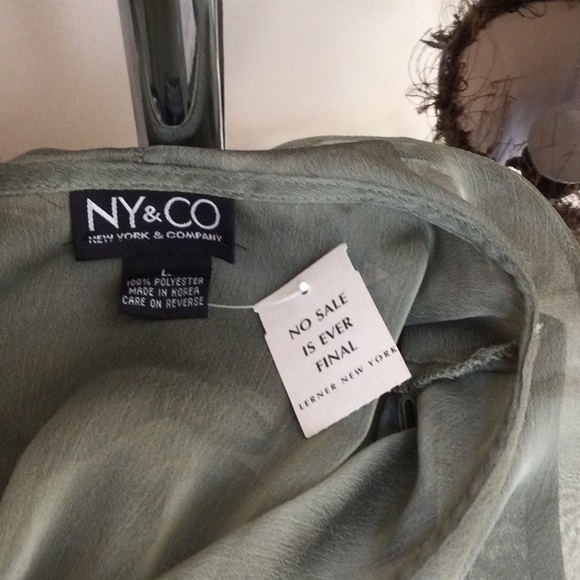 NY&CO
NEW YORK & COMPANY
L
100% POLYESTER
MADE IN KOREA
CARE ON REVERSE
NO SALE
IS EVER
FINAL
LERNER NEW YORK